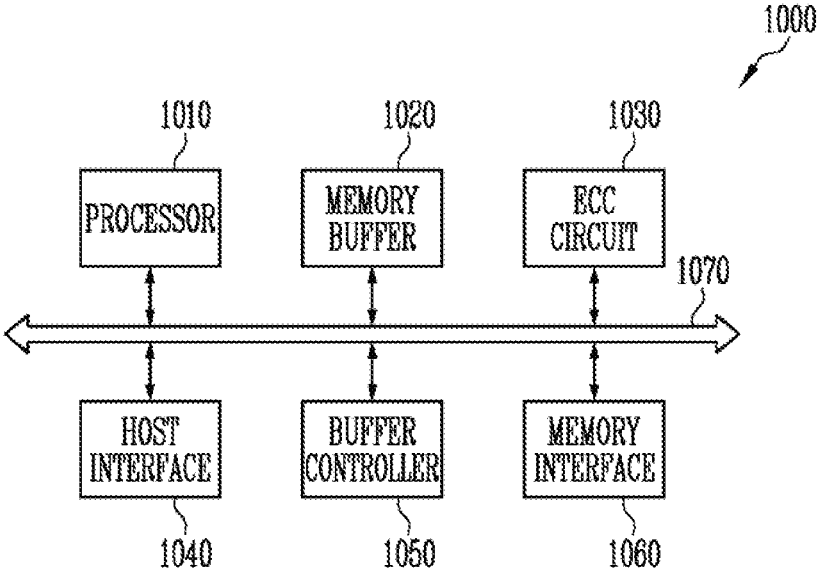 1000
1010
1020
1030
PROCESSOR
MEMORY
BUFFER
ECC
CIRCUIT
1070
HOST
INTERFACE
BUFFER
CONTROLLER
MEMORY
INTERFACE
1040
1050
1060